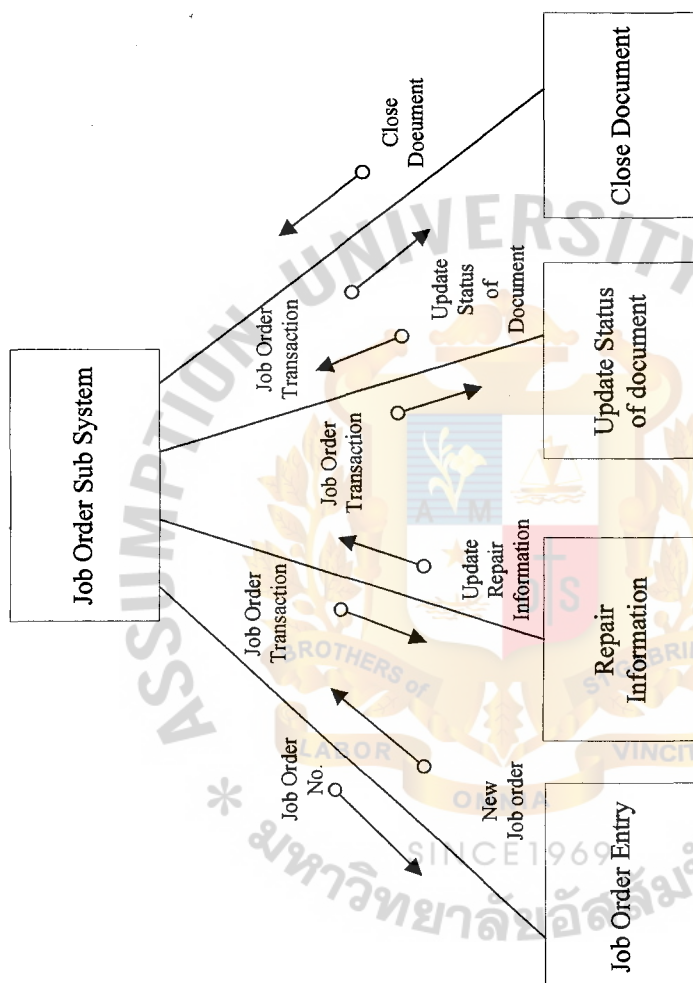 Job Order Sub System
Job Order
No.
New
Job order
Job Order
Transaction
Update
Repair
Information
Job Order
Transaction
Update
Status
of
Document
Job Order
Transaction
Close
Doeument
Job Order Entry
Repair
Information
Update Status
of document
Close Document
ASSUMPTION UNIVERSITY
A M
D S
BROTHERS of
ST GABRIE
LABOR
OMNIA
VINCIT
SINCE 1969